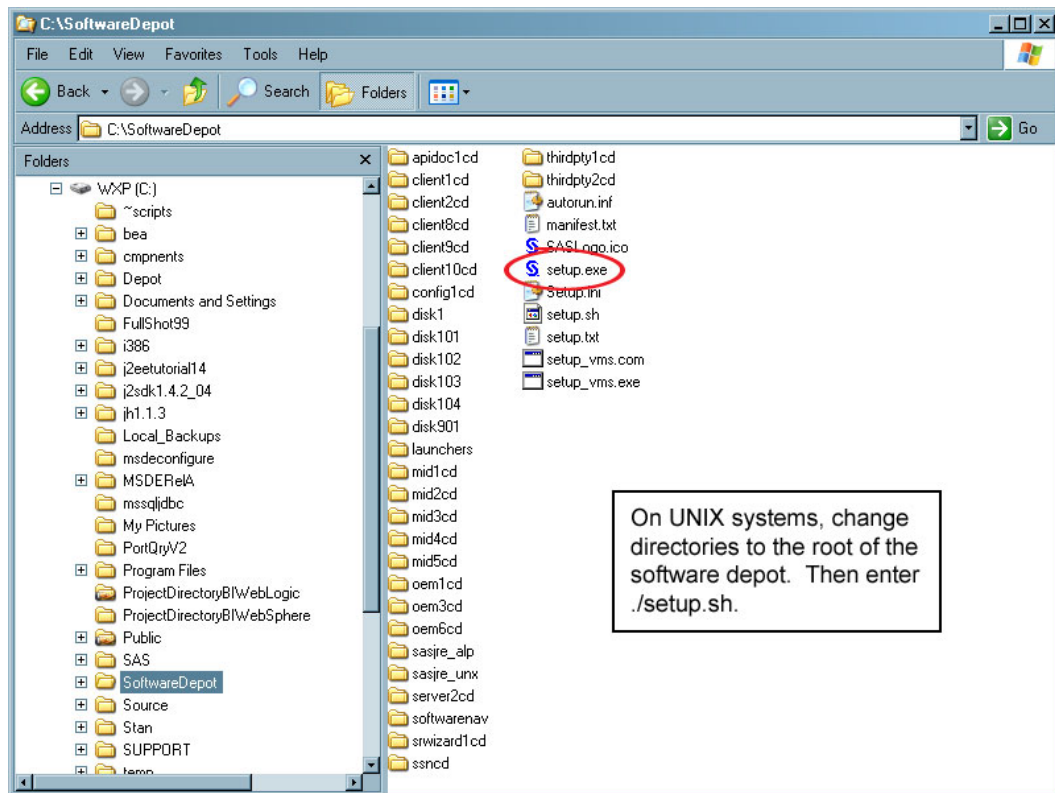 C:\SoftwareDepot
File Edit View Favorites Tools Help
Back Search Folders
Address C:\SoftwareDepot Go
Folders
WXP (C:)
~scripts
bea
cmpnents
Depot
Documents and Settings
FullShot99
i386
j2eetutorial14
j2sdk1.4.2_04
jh1.1.3
Local_Backups
msdeconfigure
MSDERelA
mssqljdbc
My Pictures
PortQryV2
Program Files
ProjectDirectoryBIWebLogic
ProjectDirectoryBIWebSphere
Public
SAS
SoftwareDepot
Source
Stan
SUPPORT
temp
apidoc1cd
client1cd
client2cd
client8cd
client9cd
client10cd
config1cd
disk1
disk101
disk102
disk103
disk104
disk901
launchers
mid1cd
mid2cd
mid3cd
mid4cd
mid5cd
oem1cd
oem3cd
oem6cd
sasjre_alp
sasjre_unx
server2cd
softwarenav
srwizard1cd
ssncd
thirdpty1cd
thirdpty2cd
autorun.inf
manifest.txt
SASLogo.ico
setup.exe
Setup.ini
setup.sh
setup.txt
setup_vms.com
setup_vms.exe
On UNIX systems, change
directories to the root of the
software depot. Then enter
./setup.sh.